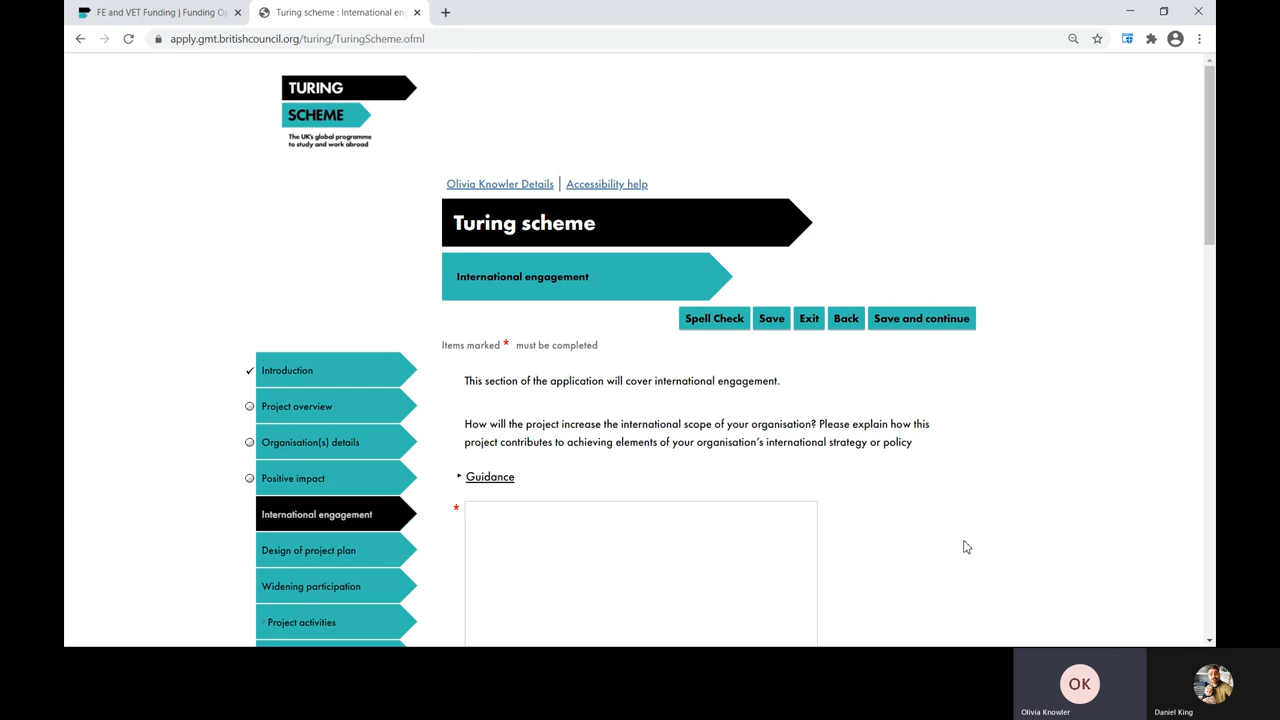 FE and VET Funding | Funding Op
Turing scheme : International en
apply.gmt.britishcouncil.org/turing/TuringScheme.ofml
TURING
SCHEME
The UK's global programme
to study and work abroad
Olivia Knowler Details | Accessibility help
Turing scheme
International engagement
Spell Check Save Exit Back Save and continue
Items marked * must be completed
Introduction
Project overview
Organisation(s) details
Positive impact
International engagement
Design of project plan
Widening participation
Project activities
This section of the application will cover international engagement.
How will the project increase the international scope of your organisation? Please explain how this
project contributes to achieving elements of your organisation's international strategy or policy
Guidance
*
OK
Olivia Knowler
Daniel King